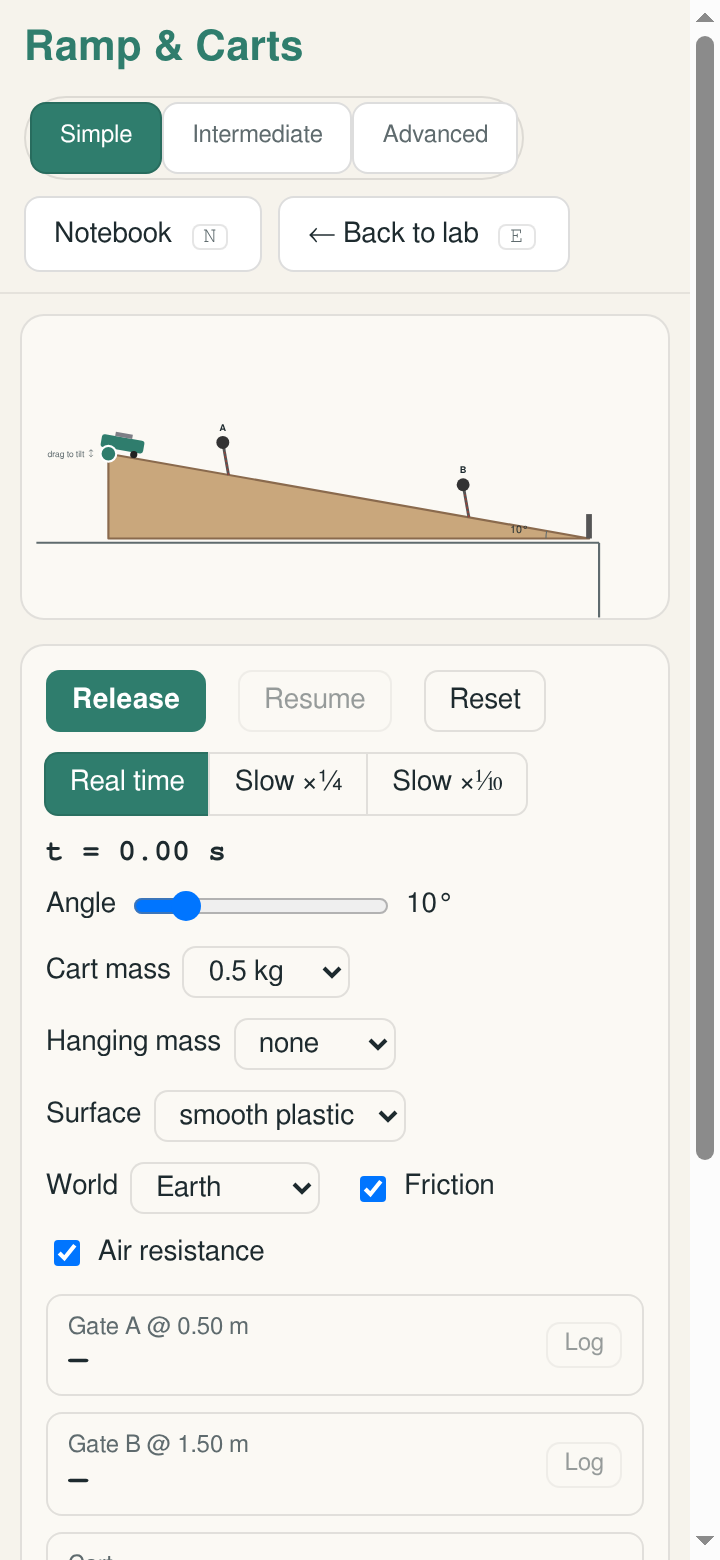 Ramp & Carts
Simple Intermediate Advanced
Notebook N ← Back to lab E
A
drag to tilt ↕
B
10°
Release Resume Reset
Real time Slow ×¼ Slow ×⅒
t = 0.00 s
Angle 10°
Cart mass 0.5 kg
Hanging mass none
Surface smooth plastic
World Earth Friction
Air resistance
Gate A @ 0.50 m
— Log
Gate B @ 1.50 m
— Log
Cart